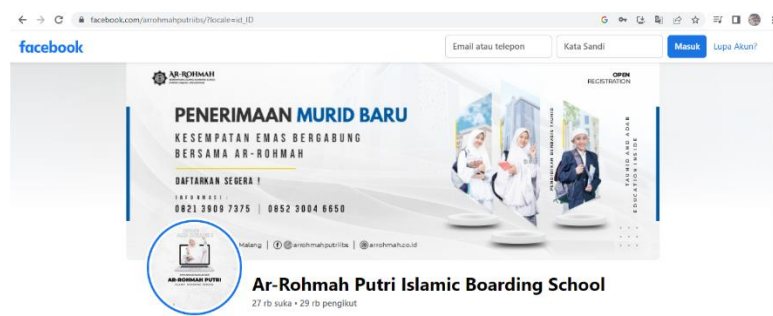 facebook.com/arrohmahputriibs/?locale=id_ID
facebook
Email atau telepon
Kata Sandi
Masuk
Lupa Akun?
AR-ROHMAH
OPEN
REGISTRATION
PENERIMAAN MURID BARU
KESEMPATAN EMAS BERGABUNG
BERSAMA AR-ROHMAH
DAFTARKAN SEGERA !
INFORMASI :
0821 3909 7375 | 0852 3004 6650
PENDIDIKAN BERBASIS TAUHID
TAUHID AND ADAB
EDUCATION INSIDE
Malang | @arrohmahputriibs | @arrohmah.co.id
AR-ROHMAH PUTRI
Ar-Rohmah Putri Islamic Boarding School
27 rb suka • 29 rb pengikut